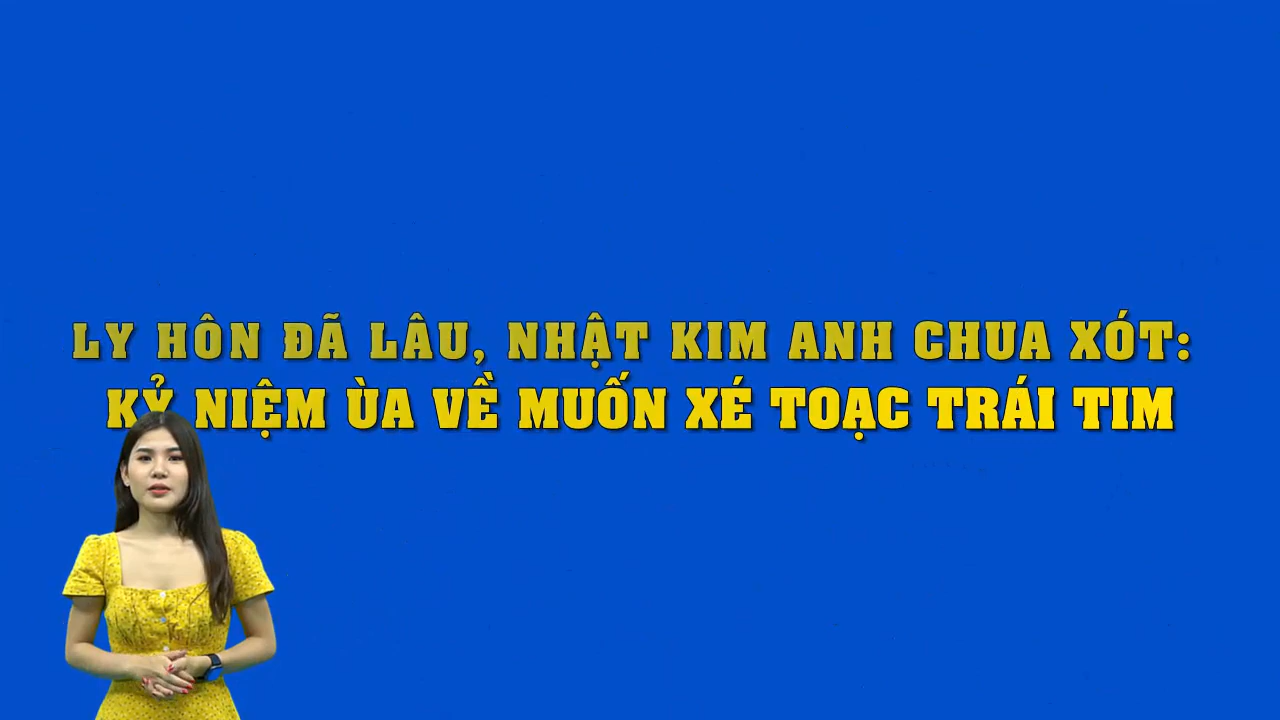 LY HÔN ĐÃ LÂU, NHẬT KIM ANH CHUA XÓT:
KỶ NIỆM ÙA VỀ MUỐN XÉ TOẠC TRÁI TIM